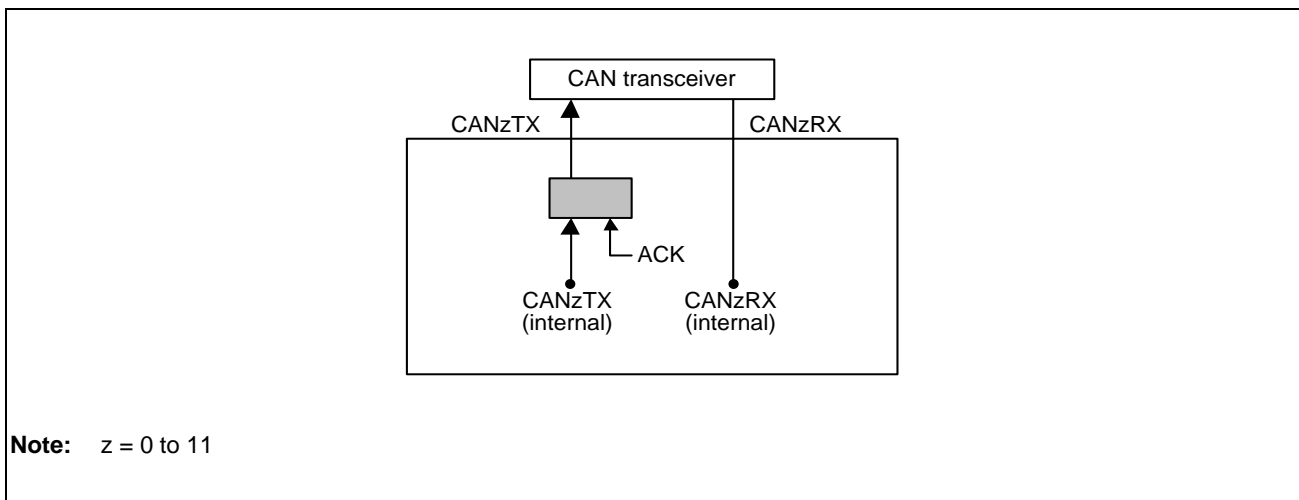 CAN transceiver
CANzTX CANzRX
ACK
CANzTX CANzRX
(internal) (internal)
Note: z = 0 to 11